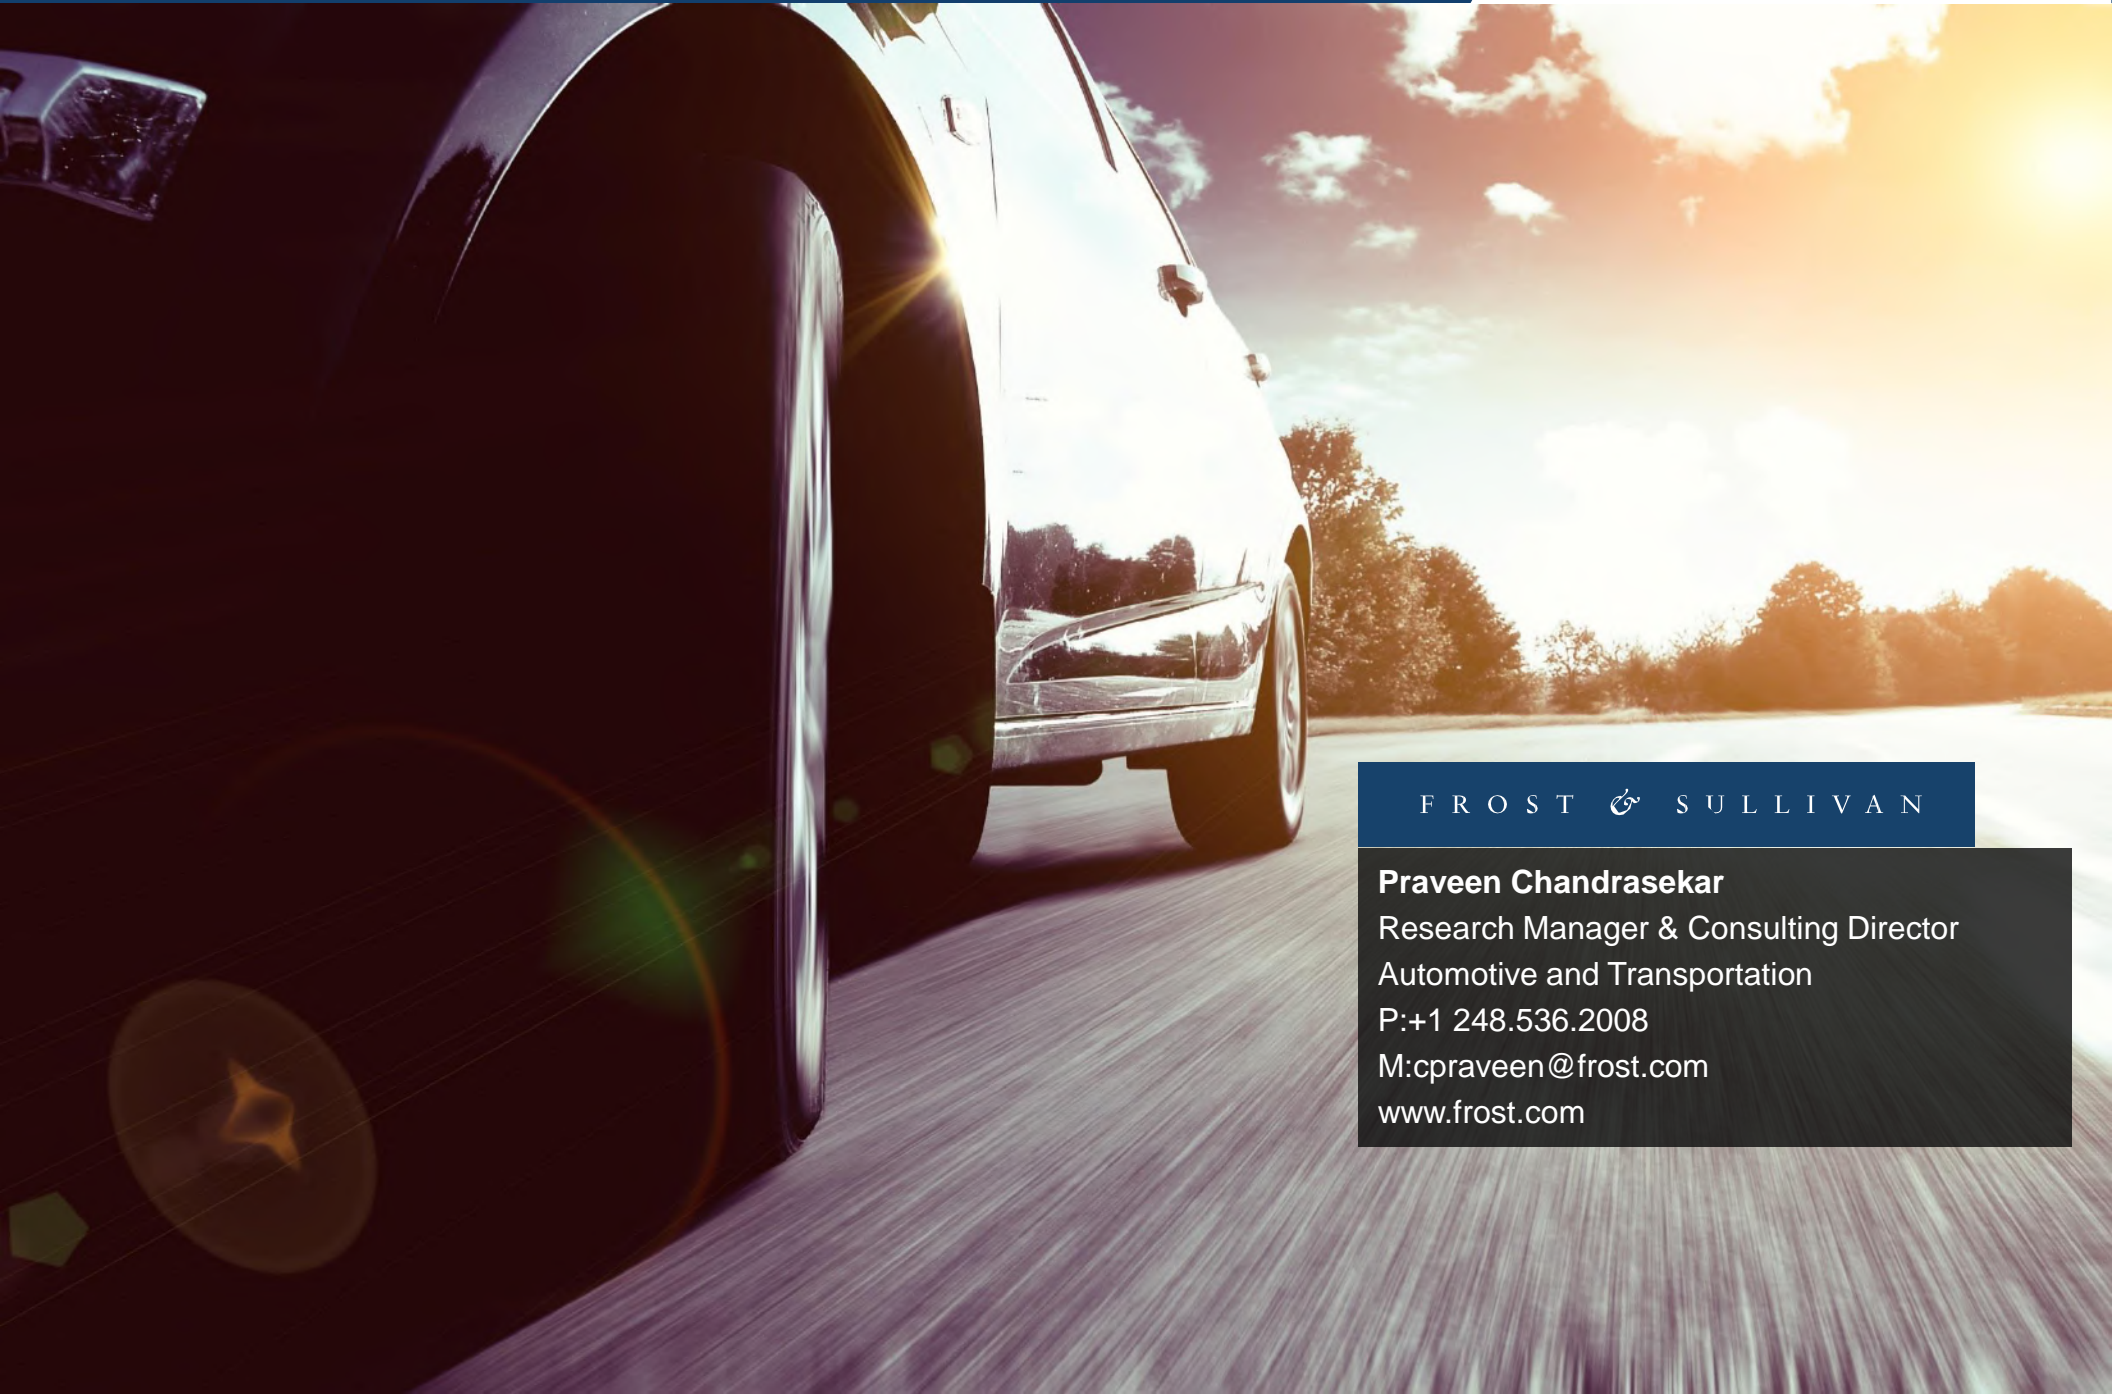 FROST & SULLIVAN
Praveen Chandrasekar
Research Manager & Consulting Director
Automotive and Transportation
P:+1 248.536.2008
M:cpraveen@frost.com
www.frost.com